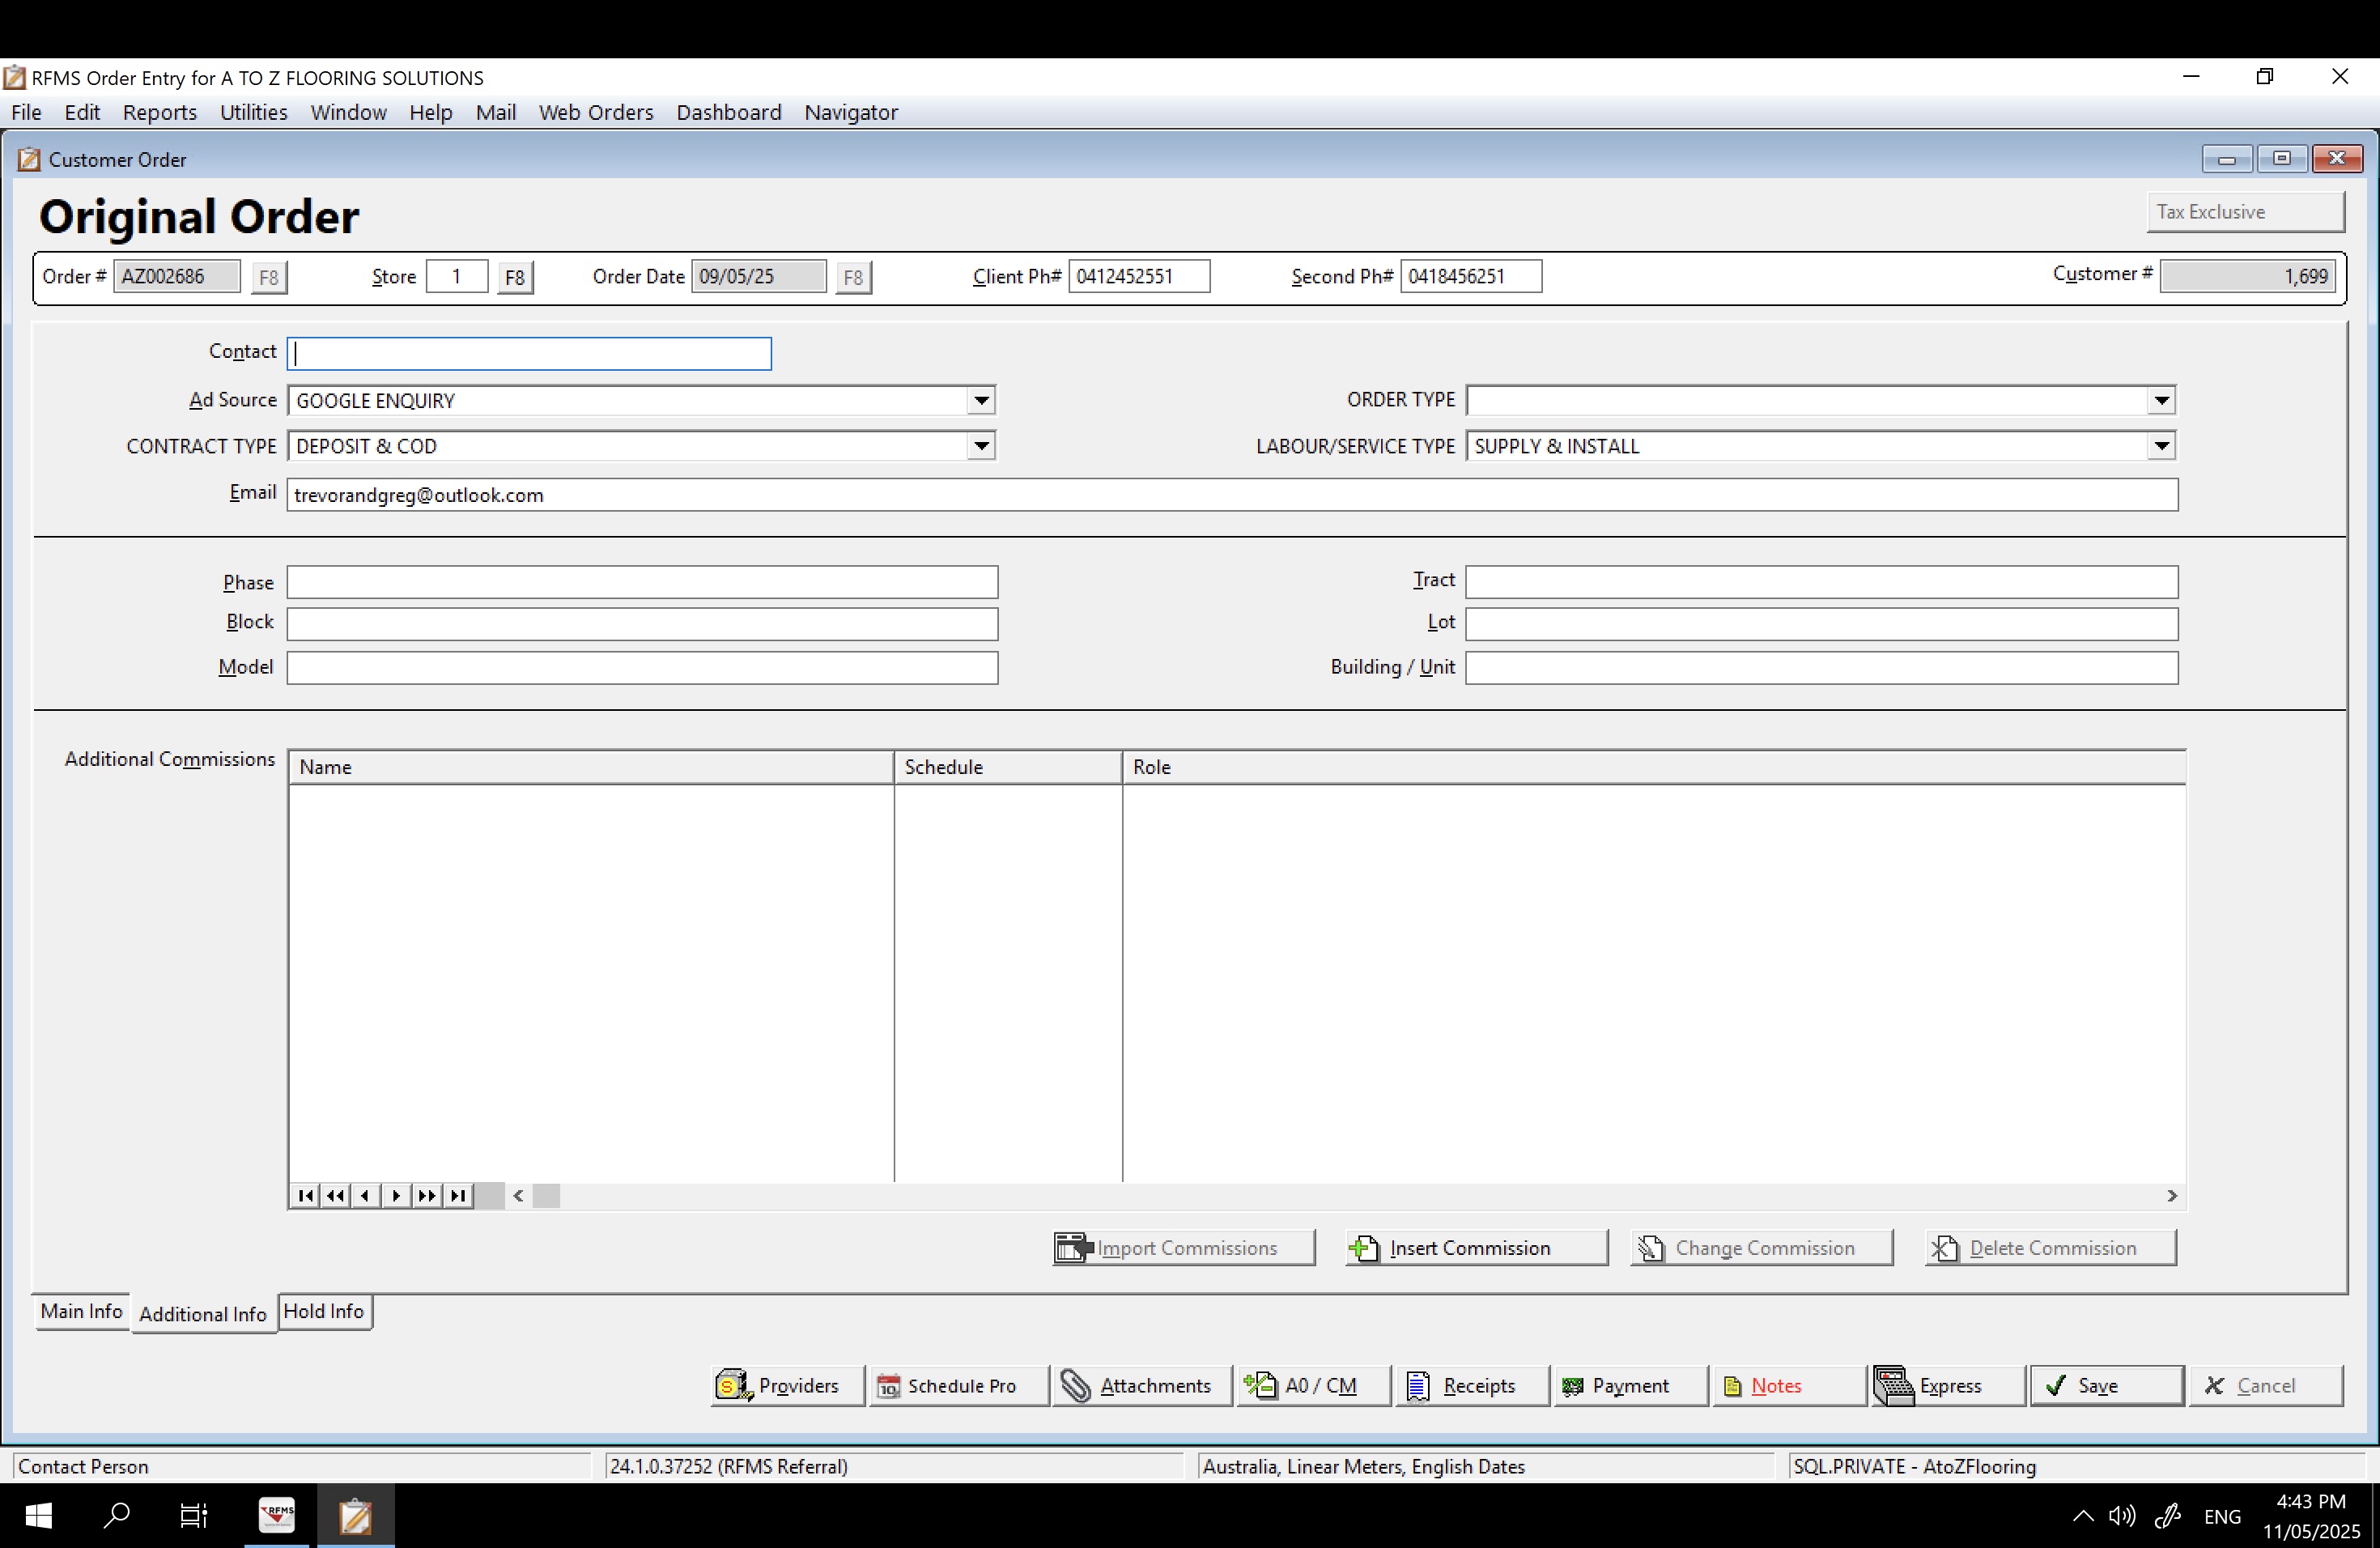 RFMS Order Entry for A TO Z FLOORING SOLUTIONS
File Edit Reports Utilities Window Help Mail Web Orders Dashboard Navigator
Customer Order
Original Order
Tax Exclusive
Order # AZ002686 F8 Store 1 F8 Order Date 09/05/25 F8 Client Ph# 0412452551 Second Ph# 0418456251 Customer # 1,699
Contact
Ad Source GOOGLE ENQUIRY ORDER TYPE
CONTRACT TYPE DEPOSIT & COD LABOUR/SERVICE TYPE SUPPLY & INSTALL
Email trevorandgreg@outlook.com
Phase Tract
Block Lot
Model Building / Unit
Additional Commissions Name Schedule Role
Import Commissions Insert Commission Change Commission Delete Commission
Main Info Additional Info Hold Info
Providers Schedule Pro Attachments A0 / CM Receipts Payment Notes Express Save Cancel
Contact Person 24.1.0.37252 (RFMS Referral) Australia, Linear Meters, English Dates SQL.PRIVATE - AtoZFlooring
RFMS ENG 4:43 PM
11/05/2025